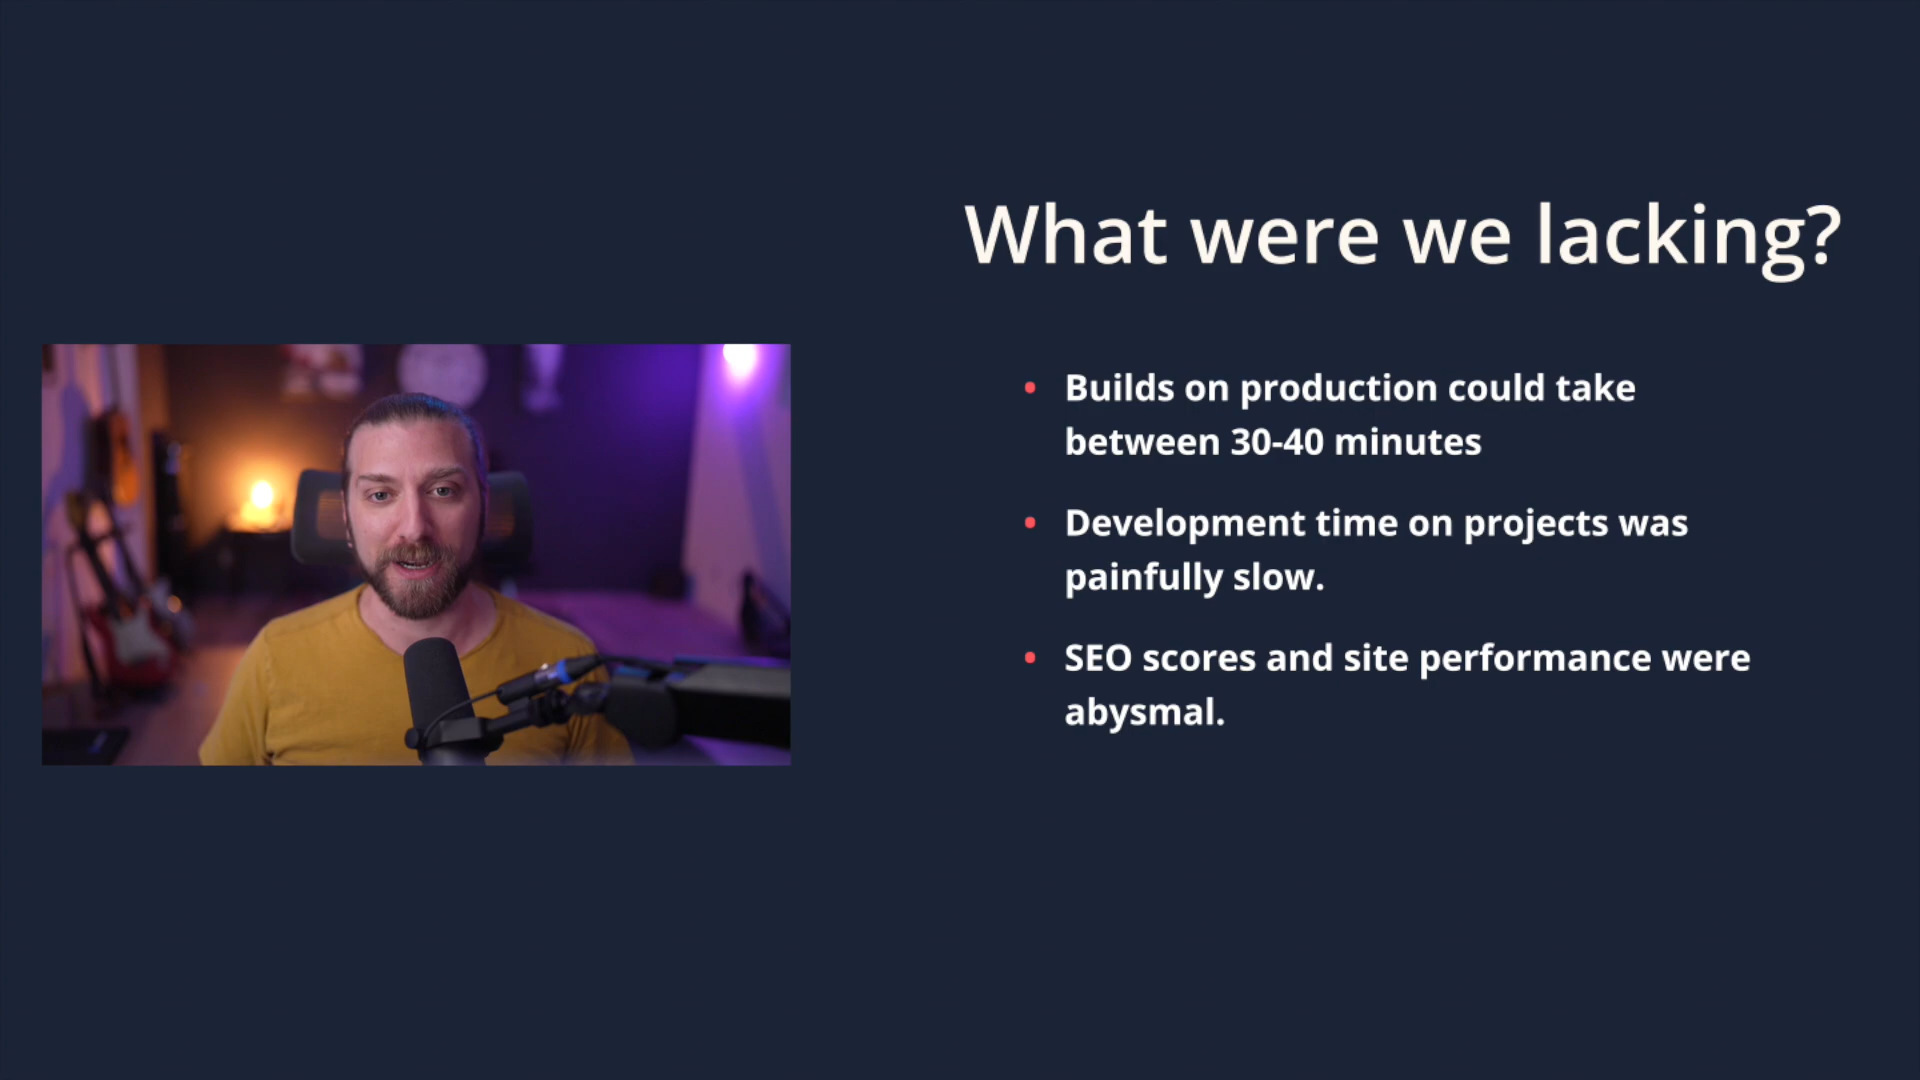 What were we lacking?
• Builds on production could take
between 30-40 minutes
• Development time on projects was
painfully slow.
• SEO scores and site performance were
abysmal.